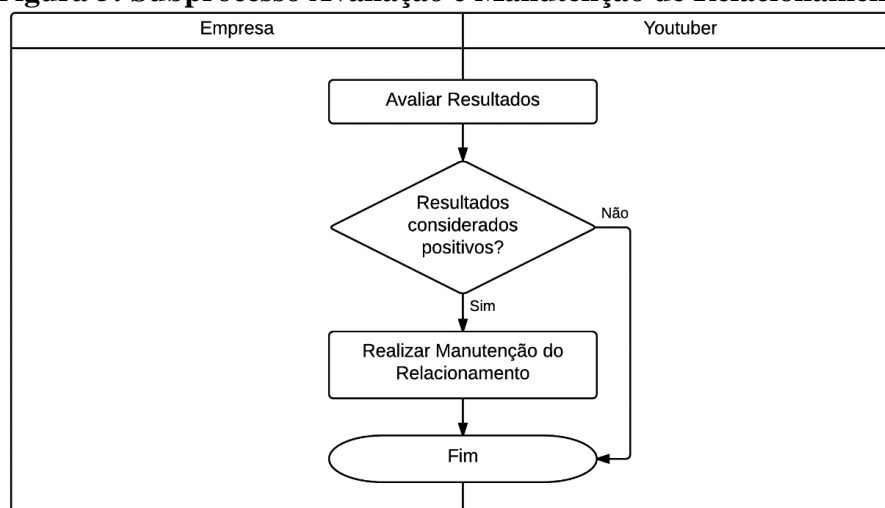 Empresa
Youtuber
Avaliar Resultados
Resultados
considerados
positivos?
Não
Sim
Realizar Manutenção do
Relacionamento
Fim